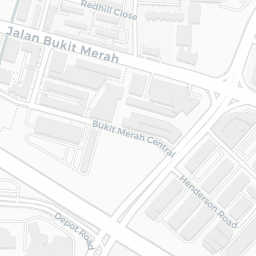 Redhill Close
Jalan Bukit Merah
Bukit Merah Central
Henderson Road
Depot Road